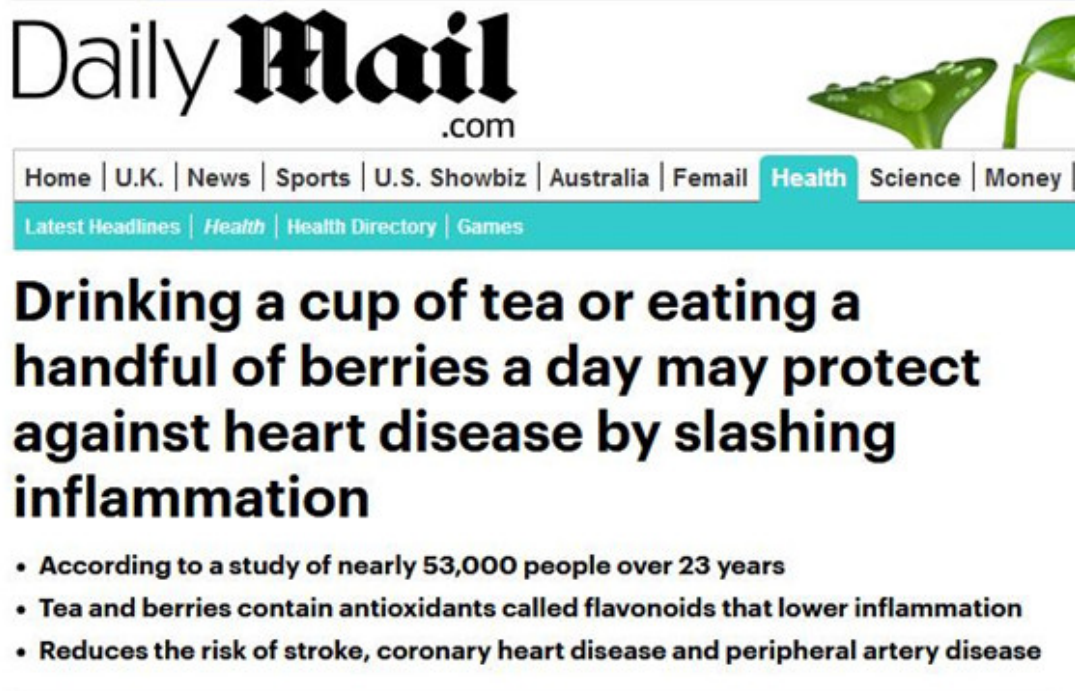 Daily Mail
.com
Home | U.K. | News | Sports | U.S. Showbiz | Australia | Femail | Health | Science | Money |
Latest Headlines | Health | Health Directory | Games
Drinking a cup of tea or eating a
handful of berries a day may protect
against heart disease by slashing
inflammation
• According to a study of nearly 53,000 people over 23 years
• Tea and berries contain antioxidants called flavonoids that lower inflammation
• Reduces the risk of stroke, coronary heart disease and peripheral artery disease